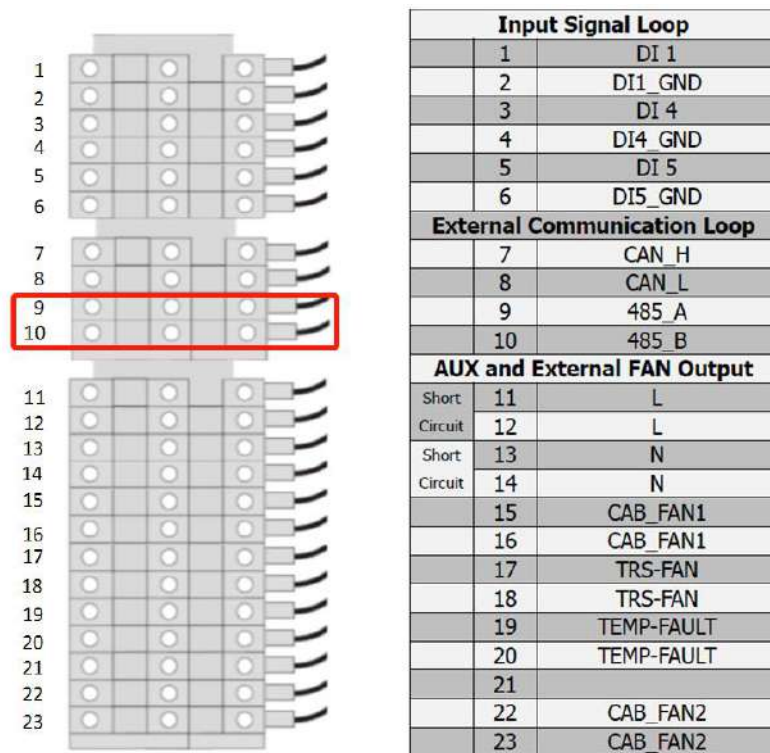 1
2
3
4
5
6
7
8
9
10
11
12
13
14
15
16
17
18
19
20
21
22
23
Input Signal Loop
1 DI 1
2 DI1_GND
3 DI 4
4 DI4_GND
5 DI 5
6 DI5_GND
External Communication Loop
7 CAN_H
8 CAN_L
9 485_A
10 485_B
AUX and External FAN Output
Short 11 L
Circuit 12 L
Short 13 N
Circuit 14 N
15 CAB_FAN1
16 CAB_FAN1
17 TRS-FAN
18 TRS-FAN
19 TEMP-FAULT
20 TEMP-FAULT
21
22 CAB_FAN2
23 CAB_FAN2